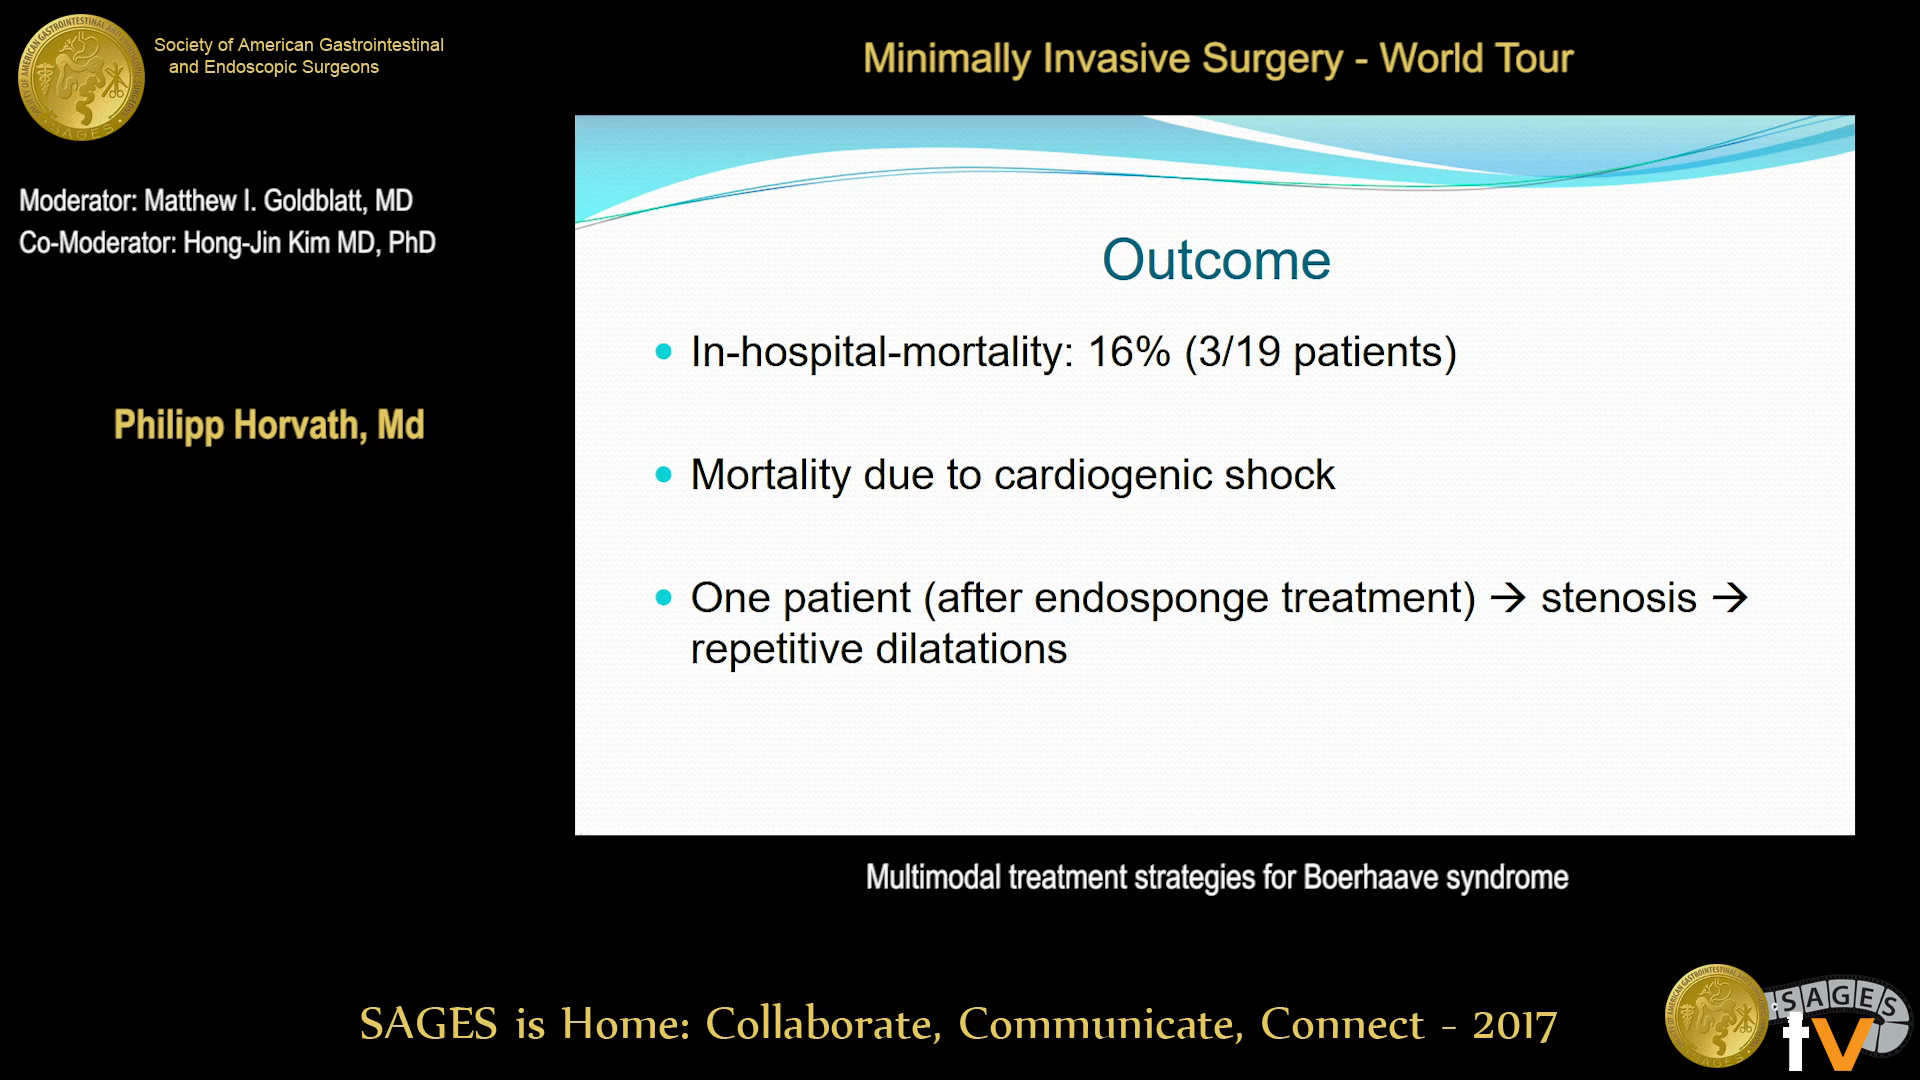 Society of American Gastrointestinal
and Endoscopic Surgeons
Minimally Invasive Surgery - World Tour
Moderator: Matthew I. Goldblatt, MD
Co-Moderator: Hong-Jin Kim MD, PhD
Philipp Horvath, Md
Outcome
• In-hospital-mortality: 16% (3/19 patients)
• Mortality due to cardiogenic shock
• One patient (after endosponge treatment) → stenosis →
repetitive dilatations
Multimodal treatment strategies for Boerhaave syndrome
SAGES is Home: Collaborate, Communicate, Connect - 2017
SAGES
tv